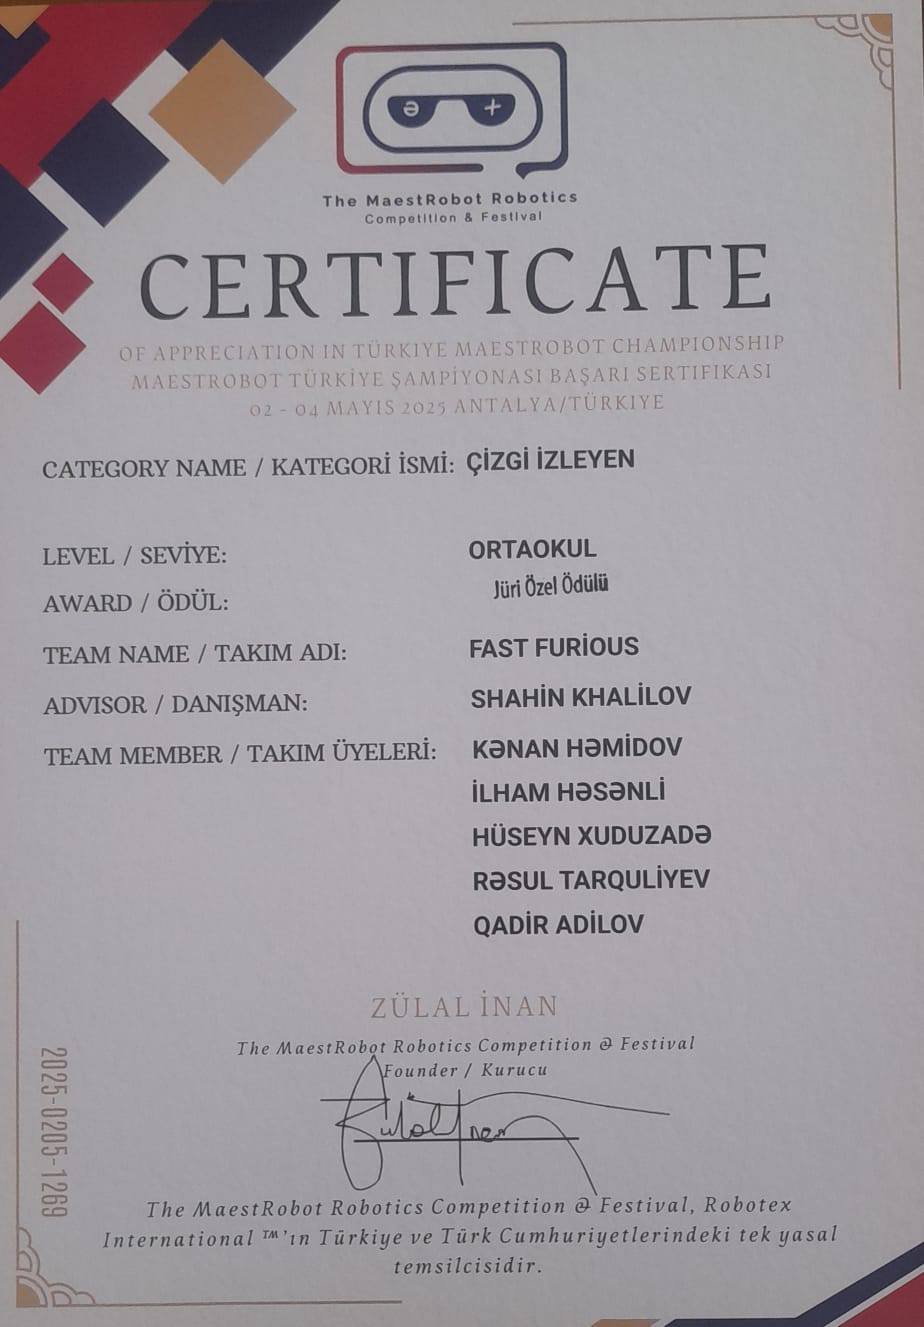 The MaestRobot Robotics
Competition & Festival
CERTIFICATE
OF APPRECIATION IN TÜRKIYE MAESTROBOT CHAMPIONSHIP
MAESTROBOT TÜRKİYE ŞAMPİYONASI BAŞARI SERTIFIKASI
02 - 04 MAYIS 2025 ANTALYA/TÜRKIYE
CATEGORY NAME / KATEGORİ İSMİ: ÇİZGİ İZLEYEN
LEVEL / SEVİYE: ORTAOKUL
AWARD / ÖDÜL: Jüri Özel Ödülü
TEAM NAME / TAKIM ADI: FAST FURİOUS
ADVISOR / DANIŞMAN: SHAHİN KHALİLOV
TEAM MEMBER / TAKIM ÜYELERİ: KƏNAN HƏMİDOV
İLHAM HƏSƏNLİ
HÜSEYN XUDUZADƏ
RƏSUL TARQULİYEV
QADİR ADİLOV
ZÜLAL İNAN
The MaestRobot Robotics Competition @ Festival
Founder / Kurucu
Zülal İnan
2025-0205-1269
The MaestRobot Robotics Competition @ Festival, Robotex
International ™'ın Türkiye ve Türk Cumhuriyetlerindeki tek yasal
temsilcisidir.